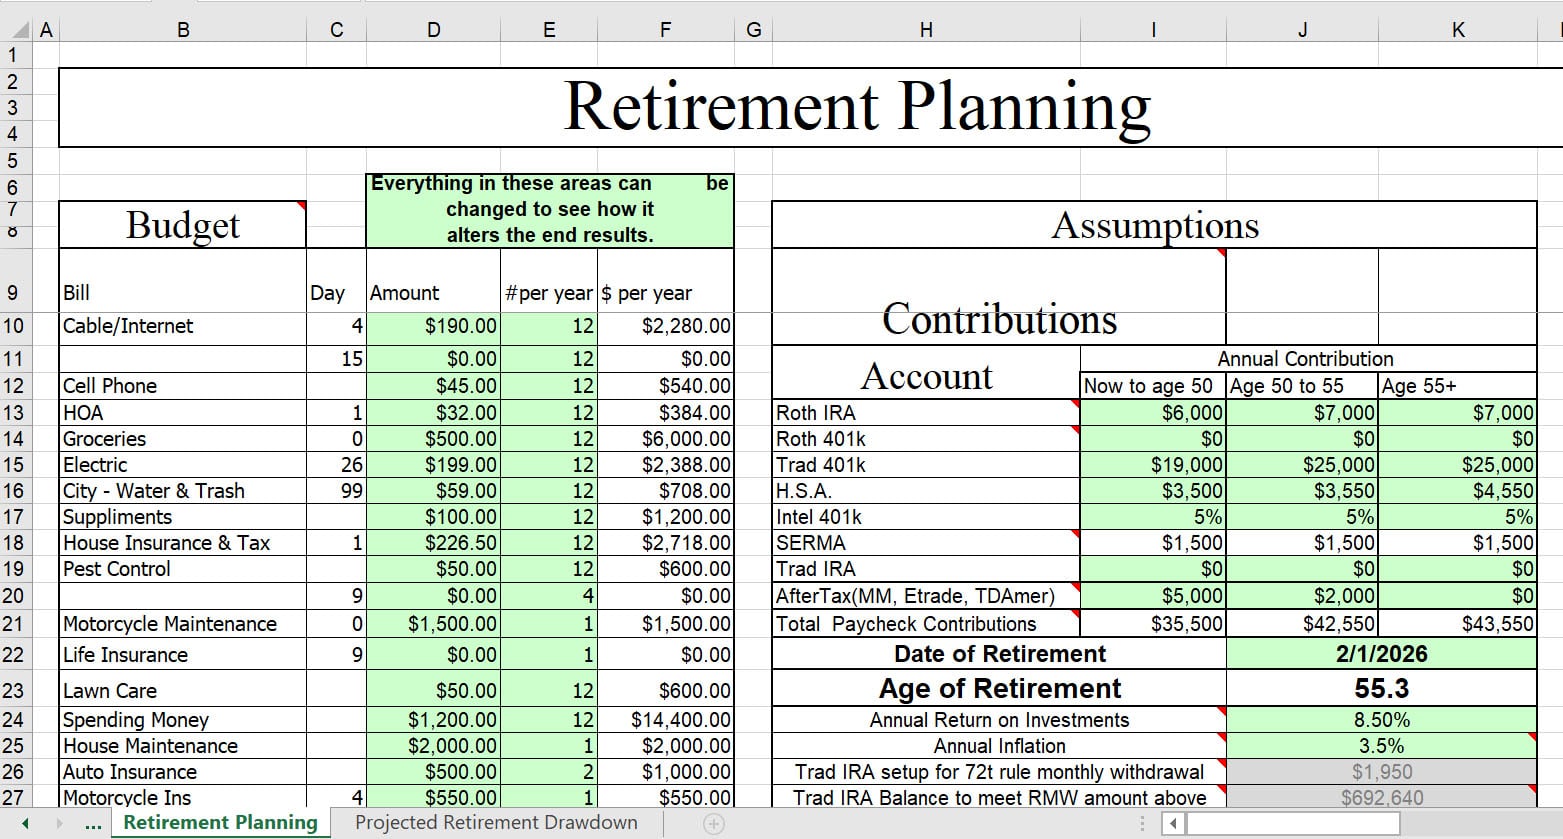 A B C D E F G H I J K
1
2
3 Retirement Planning
4
5
6 Everything in these areas can be
7 changed to see how it
8 Budget alters the end results. Assumptions
9 Bill Day Amount #per year $ per year Contributions
10 Cable/Internet 4 $190.00 12 $2,280.00
11 15 $0.00 12 $0.00 Account Annual Contribution
12 Cell Phone $45.00 12 $540.00 Now to age 50 Age 50 to 55 Age 55+
13 HOA 1 $32.00 12 $384.00 Roth IRA $6,000 $7,000 $7,000
14 Groceries 0 $500.00 12 $6,000.00 Roth 401k $0 $0 $0
15 Electric 26 $199.00 12 $2,388.00 Trad 401k $19,000 $25,000 $25,000
16 City - Water & Trash 99 $59.00 12 $708.00 H.S.A. $3,500 $3,550 $4,550
17 Suppliments $100.00 12 $1,200.00 Intel 401k 5% 5% 5%
18 House Insurance & Tax 1 $226.50 12 $2,718.00 SERMA $1,500 $1,500 $1,500
19 Pest Control $50.00 12 $600.00 Trad IRA $0 $0 $0
20 9 $0.00 4 $0.00 AfterTax(MM, Etrade, TDAmer) $5,000 $2,000 $0
21 Motorcycle Maintenance 0 $1,500.00 1 $1,500.00 Total Paycheck Contributions $35,500 $42,550 $43,550
22 Life Insurance 9 $0.00 1 $0.00 Date of Retirement 2/1/2026
23 Lawn Care $50.00 12 $600.00 Age of Retirement 55.3
24 Spending Money $1,200.00 12 $14,400.00 Annual Return on Investments 8.50%
25 House Maintenance $2,000.00 1 $2,000.00 Annual Inflation 3.5%
26 Auto Insurance $500.00 2 $1,000.00 Trad IRA setup for 72t rule monthly withdrawal $1,950
27 Motorcycle Ins 4 $550.00 1 $550.00 Trad IRA Balance to meet RMW amount above $692,640
... Retirement Planning Projected Retirement Drawdown